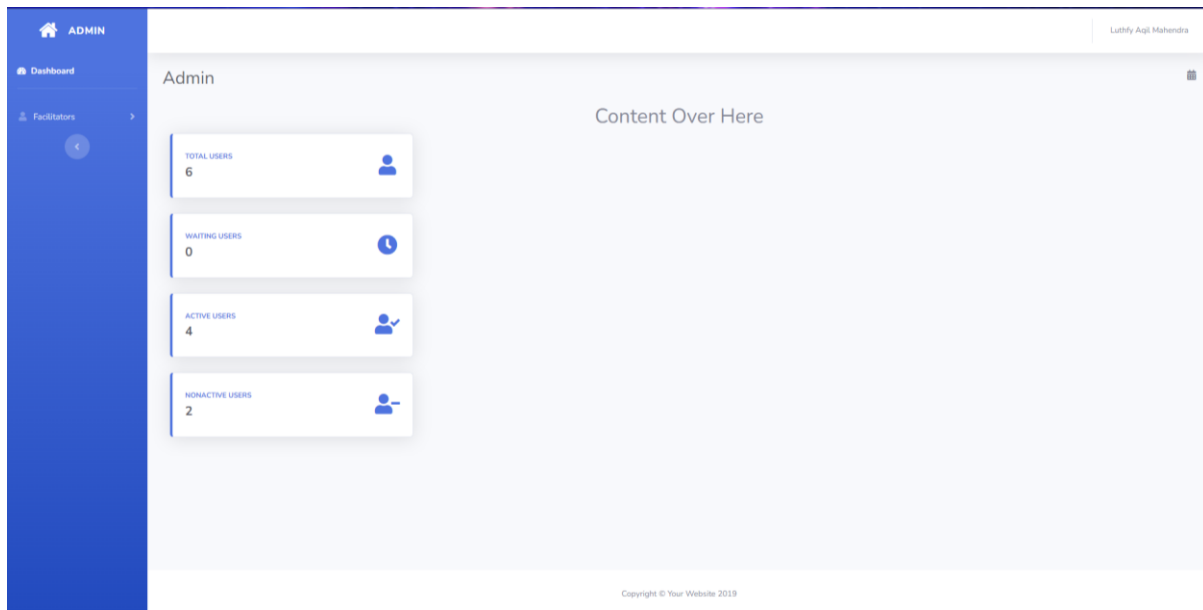 ADMIN
Luthfy Aqil Mahendra
Dashboard
Admin
Facilitators
Content Over Here
TOTAL USERS
6
WAITING USERS
0
ACTIVE USERS
4
NONACTIVE USERS
2
Copyright © Your Website 2019